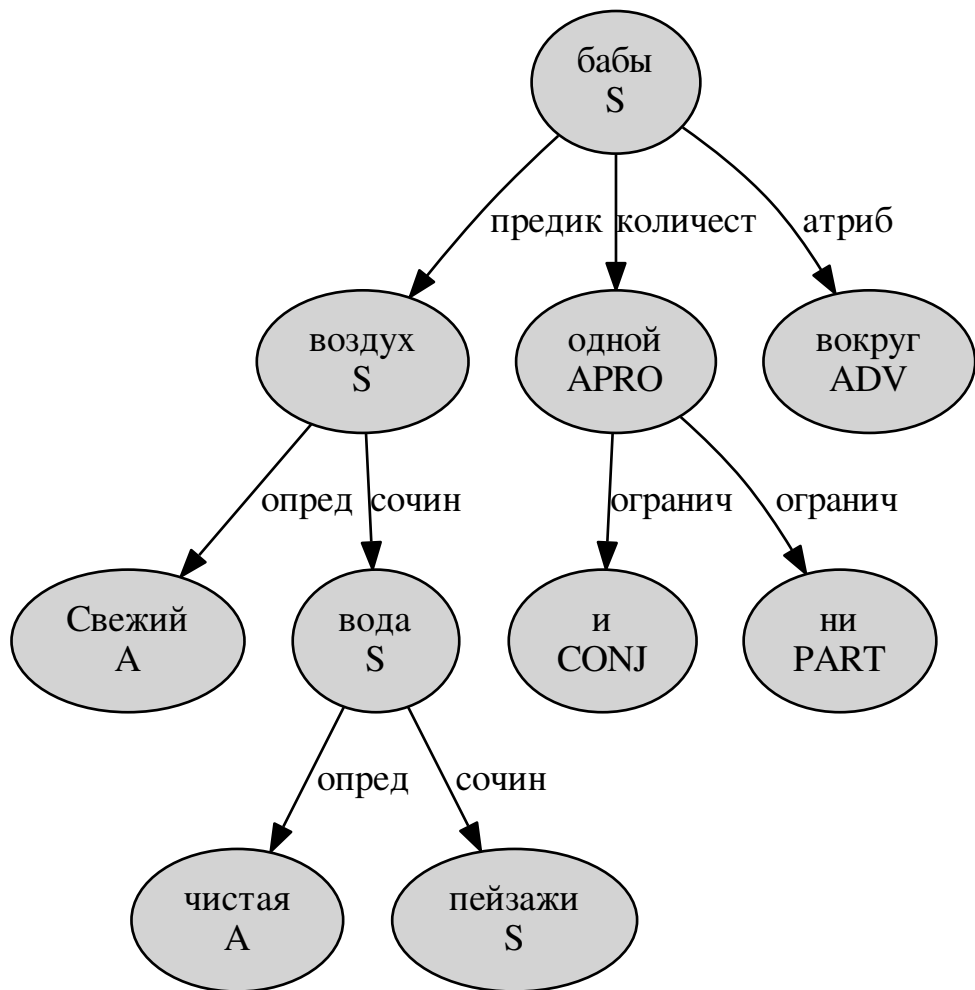 бабы
S
предик
количест
атриб
воздух
S
одной
APRO
вокруг
ADV
опред
сочин
огранич
огранич
Свежий
A
вода
S
и
CONJ
ни
PART
опред
сочин
чистая
A
пейзажи
S